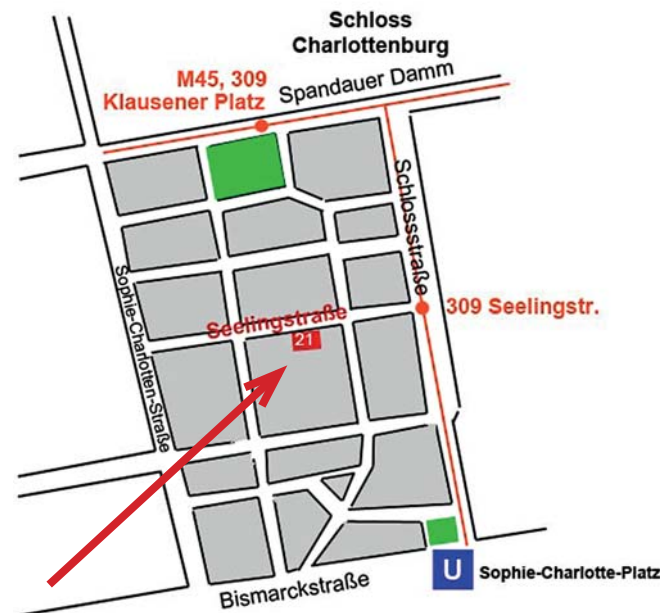 Schloss
Charlottenburg
M45, 309
Klausener Platz
Spandauer Damm
Schlossstraße
Sophie-Charlotten-Straße
Seelingstraße
309 Seelingstr.
21
U
Sophie-Charlotte-Platz
Bismarckstraße